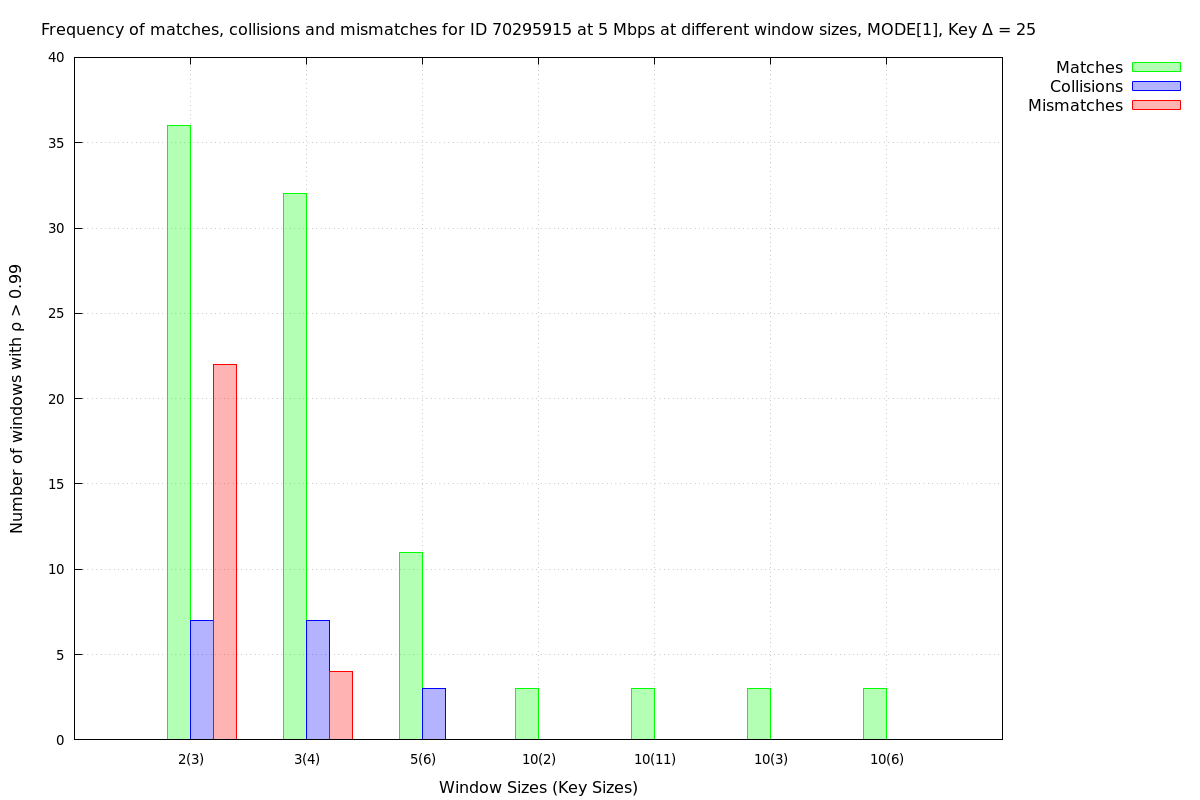 Frequency of matches, collisions and mismatches for ID 70295915 at 5 Mbps at different window sizes, MODE[1], Key Δ = 25
Matches
Collisions
Mismatches
Number of windows with ρ > 0.99
40
35
30
25
20
15
10
5
0
2(3) 3(4) 5(6) 10(2) 10(11) 10(3) 10(6)
Window Sizes (Key Sizes)